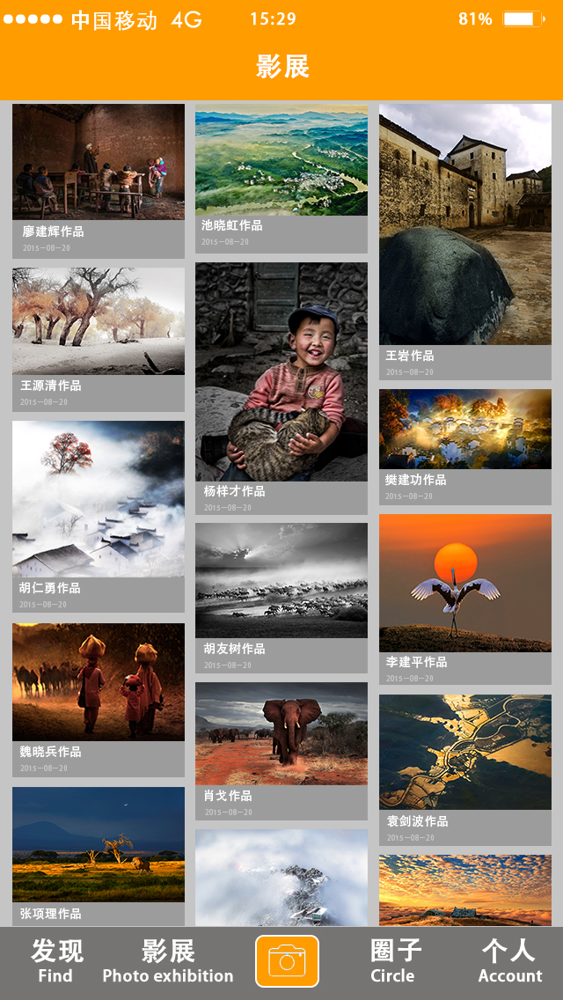 中国移动 4G 15:29 81%
影展
廖建辉作品
2015-08-20
王源清作品
2015-08-20
胡仁勇作品
2015-08-20
魏晓兵作品
2015-08-20
张项理作品
池晓虹作品
2015-08-20
杨样才作品
2015-08-20
胡友树作品
2015-08-20
肖戈作品
2015-08-20
王岩作品
2015-08-20
樊建功作品
2015-08-20
李建平作品
2015-08-20
袁剑波作品
2015-08-20
发现 影展 圈子 个人
Find Photo exhibition Circle Account